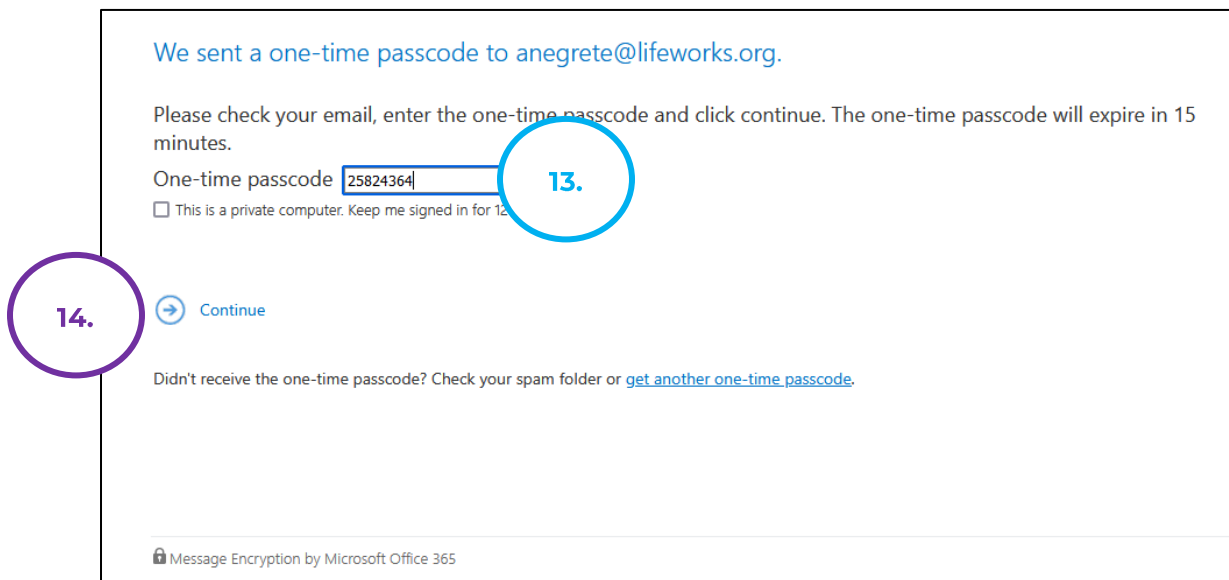 We sent a one-time passcode to anegrete@lifeworks.org.
Please check your email, enter the one-time passcode and click continue. The one-time passcode will expire in 15
minutes.
One-time passcode 25824364
13.
This is a private computer. Keep me signed in for 12
14.
Continue
Didn't receive the one-time passcode? Check your spam folder or get another one-time passcode.
Message Encryption by Microsoft Office 365